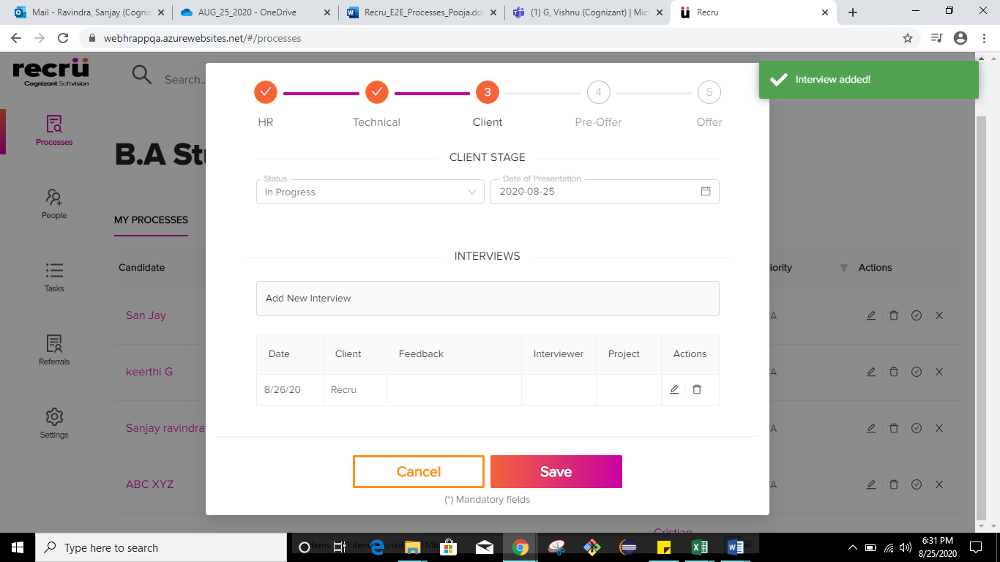 Mail - Ravindra, Sanjay (Cogniz
AUG_25_2020 - OneDrive
Recru_E2E_Processes_Pooja.do
(1) G, Vishnu (Cognizant) | Micr
Recru
webhrappqa.azurewebsites.net/#/processes
recrü
Cognizant Softvision
Search...
Interview added!
3
4
5
HR
Technical
Client
Pre-Offer
Offer
Processes
B.A St
CLIENT STAGE
Status
Date of Presentation
In Progress
2020-08-25
People
MY PROCESSES
INTERVIEWS
Candidate
iority
Actions
Tasks
Add New Interview
San Jay
/A
Date
Client
Feedback
Interviewer
Project
Actions
Referrals
keerthi G
/A
8/26/20
Recru
Settings
Sanjay ravindra
/A
Cancel
Save
ABC XYZ
/A
(*) Mandatory fields
Cristian
Type here to search
6:31 PM
8/25/2020